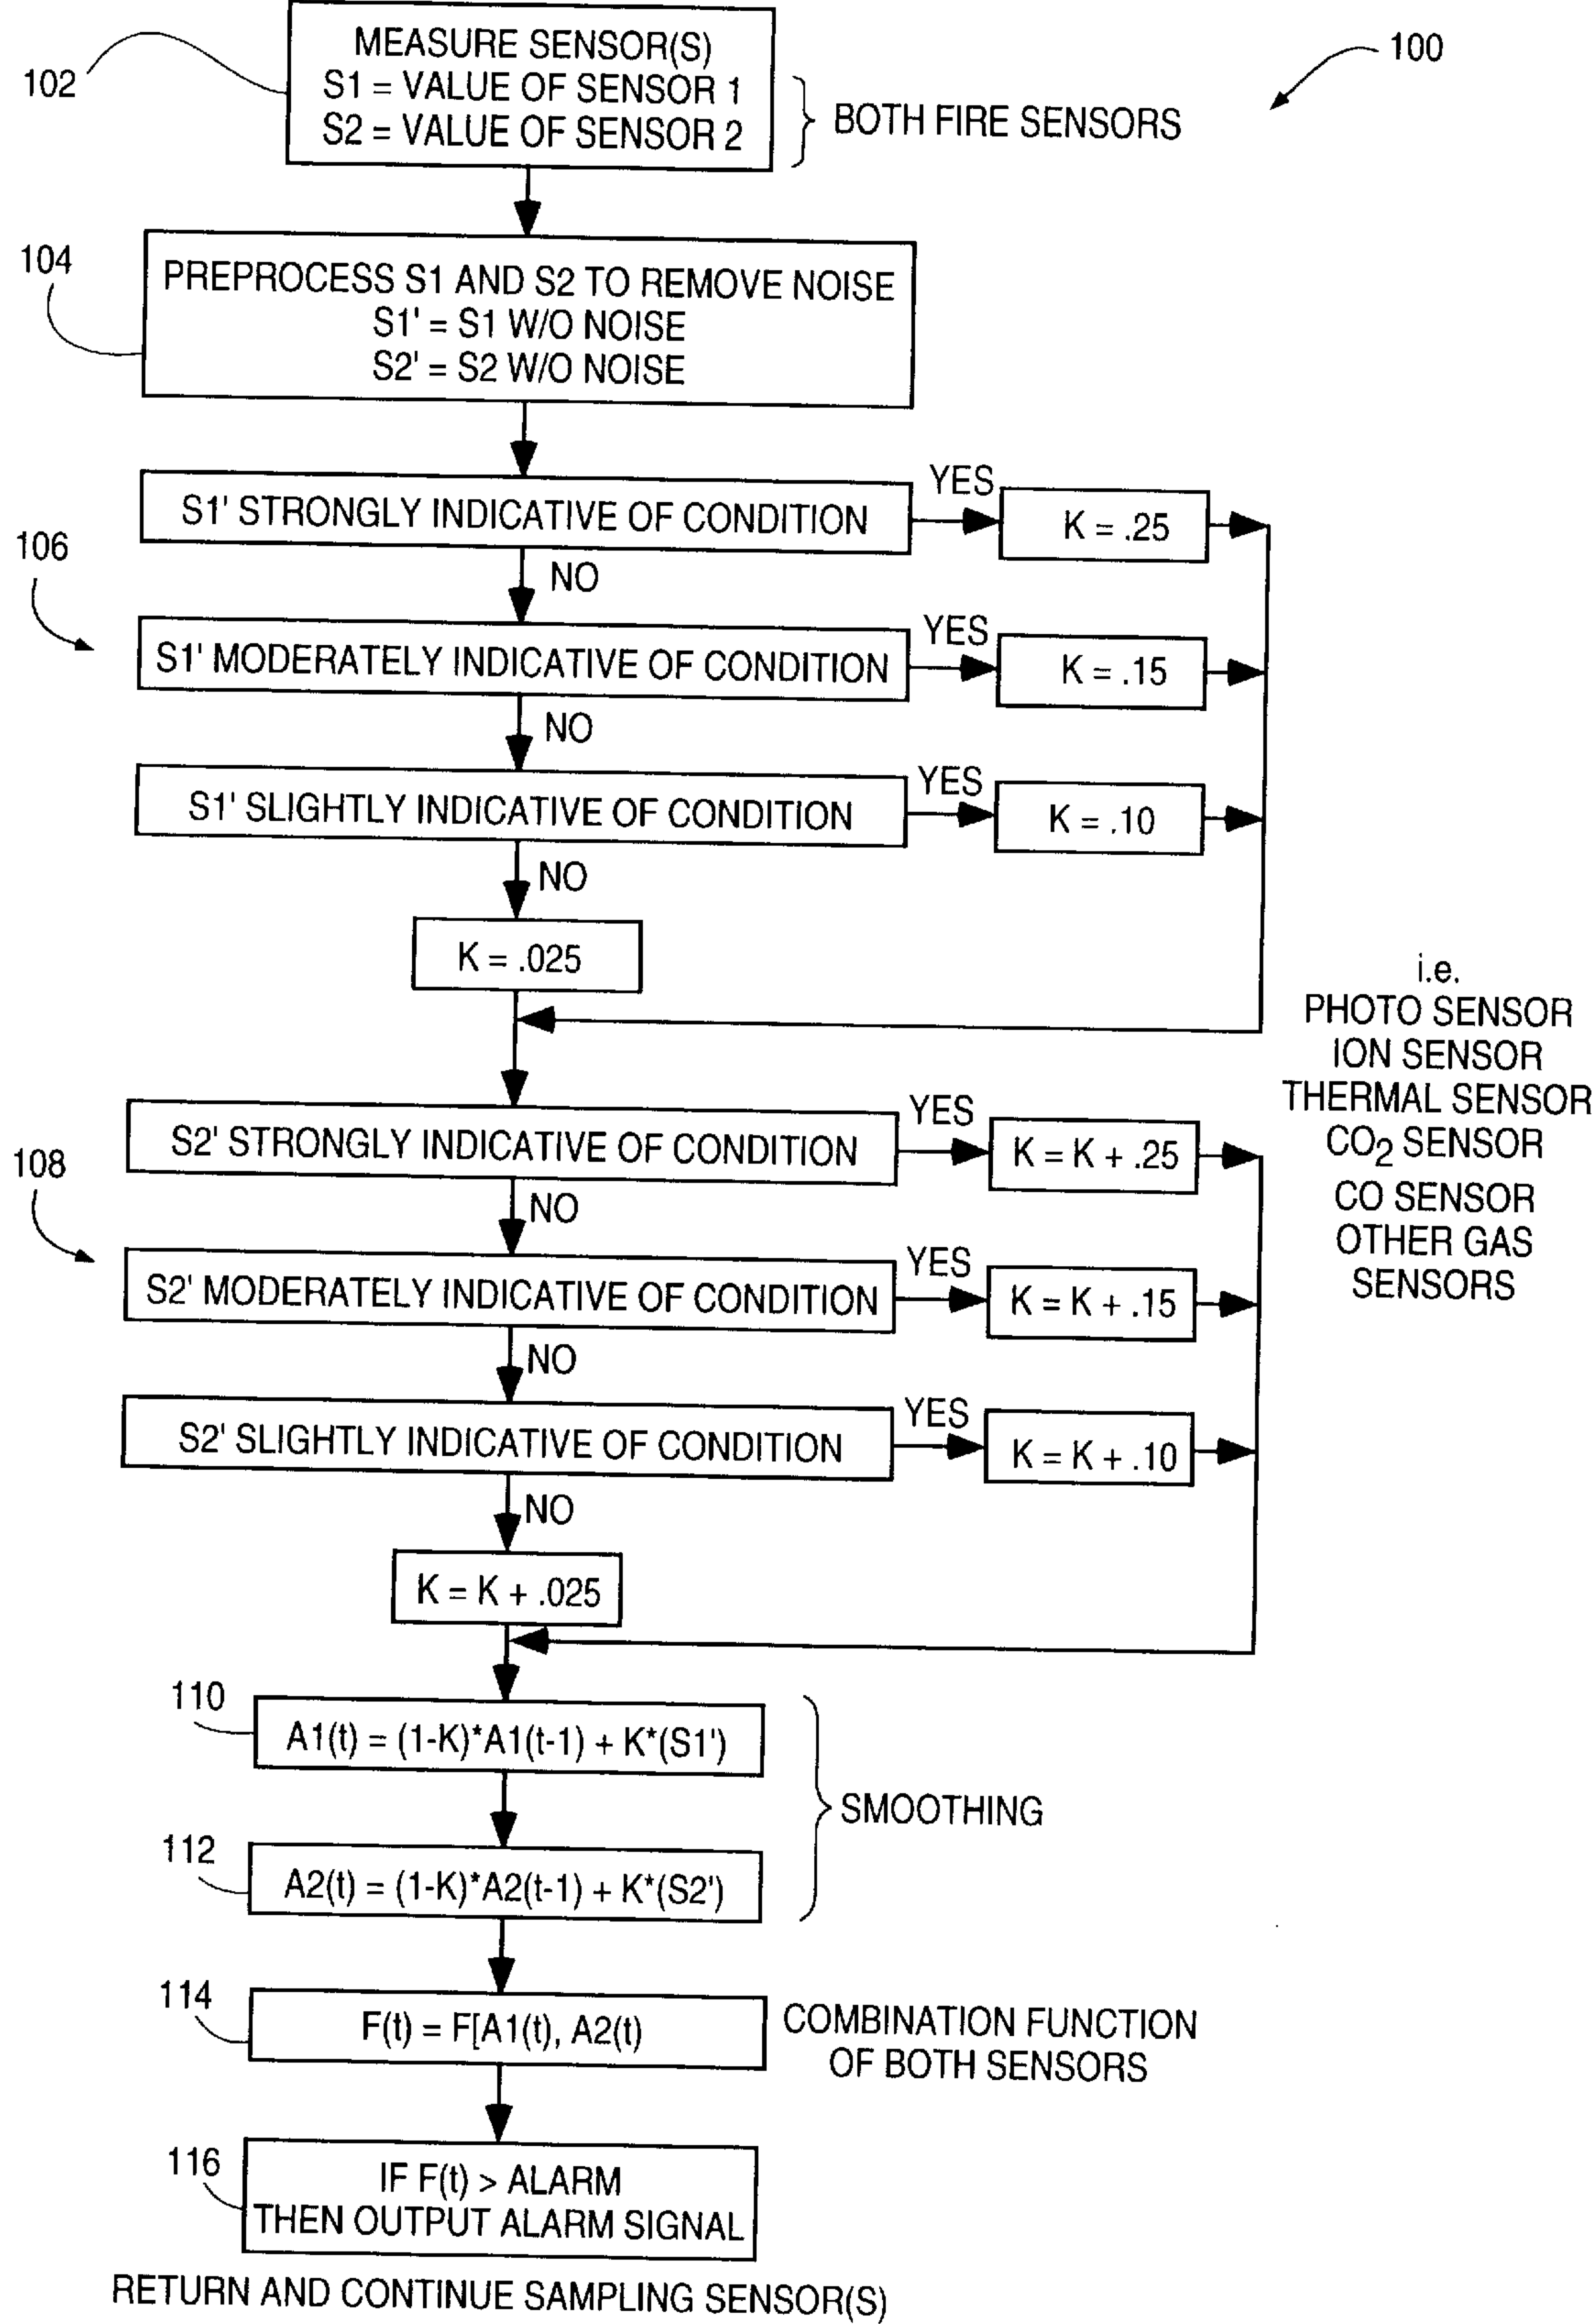 100
102
MEASURE SENSOR(S)
S1 = VALUE OF SENSOR 1
S2 = VALUE OF SENSOR 2
BOTH FIRE SENSORS
104
PREPROCESS S1 AND S2 TO REMOVE NOISE
S1' = S1 W/O NOISE
S2' = S2 W/O NOISE
106
S1' STRONGLY INDICATIVE OF CONDITION
YES
K = .25
NO
S1' MODERATELY INDICATIVE OF CONDITION
YES
K = .15
NO
S1' SLIGHTLY INDICATIVE OF CONDITION
YES
K = .10
NO
K = .025
i.e.
PHOTO SENSOR
ION SENSOR
THERMAL SENSOR
CO2 SENSOR
CO SENSOR
OTHER GAS
SENSORS
108
S2' STRONGLY INDICATIVE OF CONDITION
YES
K = K + .25
NO
S2' MODERATELY INDICATIVE OF CONDITION
YES
K = K + .15
NO
S2' SLIGHTLY INDICATIVE OF CONDITION
YES
K = K + .10
NO
K = K + .025
110
A1(t) = (1-K)*A1(t-1) + K*(S1')
SMOOTHING
112
A2(t) = (1-K)*A2(t-1) + K*(S2')
114
F(t) = F[A1(t), A2(t)
COMBINATION FUNCTION
OF BOTH SENSORS
116
IF F(t) > ALARM
THEN OUTPUT ALARM SIGNAL
RETURN AND CONTINUE SAMPLING SENSOR(S)